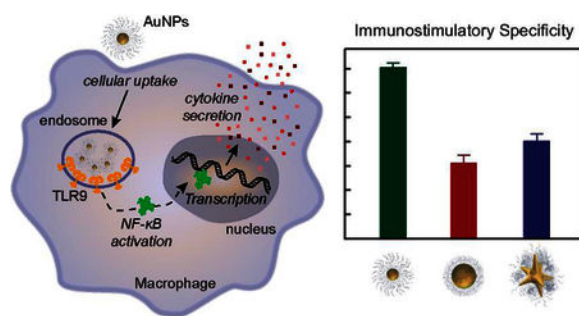 AuNPs
cellular uptake
endosome
cytokine
secretion
TLR9
NF-κB
activation
Transcription
nucleus
Macrophage
Immunostimulatory Specificity